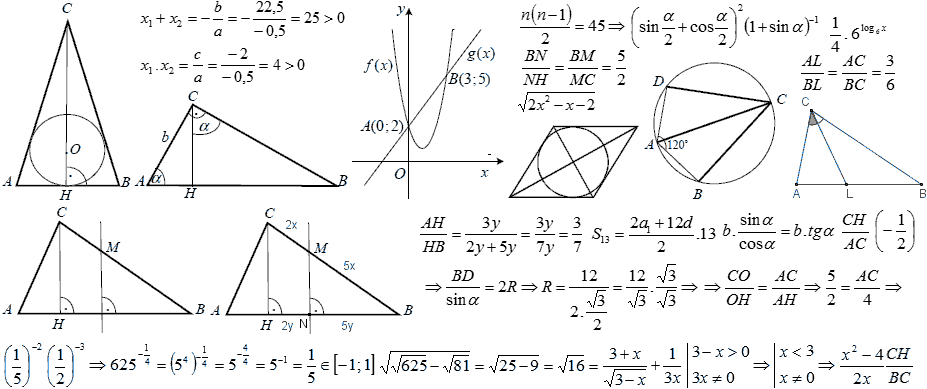 x₁ + x₂ = −b/a = −22,5/−0,5 = 25 > 0
x₁ . x₂ = c/a = −2/−0,5 = 4 > 0
n(n−1)/2 = 45 ⇒ (sin α/2 + cos α/2)² (1 + sin α)⁻¹ 1/4 . 6^(log₆ x)
BN/NH = BM/MC = 5/2
AL/BL = AC/BC = 3/6
√(2x² − x − 2)
C
O
A
H
B
C
b
α
α
A
H
B
y
f(x)
g(x)
B(3; 5)
A(0; 2)
O
x
D
C
A
120°
B
C
A
L
B
C
M
A
H
B
C
2x
M
5x
A
H
2y
N
5y
B
AH/HB = 3y/(2y + 5y) = 3y/7y = 3/7 S₁₃ = (2a₁ + 12d)/2 . 13 b . sin α/cos α = b . tg α CH/AC (−1/2)
⇒ BD/sin α = 2R ⇒ R = 12/(2 . √3/2) = 12/√3 . √3/√3 ⇒ ⇒ CO/OH = AC/AH ⇒ 5/2 = AC/4 ⇒
(1/5)⁻² (1/2)⁻³ ⇒ 625^(−1/4) = (5⁴)^(−1/4) = 5^(−4/4) = 5⁻¹ = 1/5 ∈ [−1; 1] √(√625 − √81) = √(25 − 9) = √16 = (3 + x)/√(3 − x) + 1/3x | 3 − x > 0 | 3x ≠ 0 ⇒ | x < 3 | x ≠ 0 ⇒ (x² − 4)/2x CH/BC